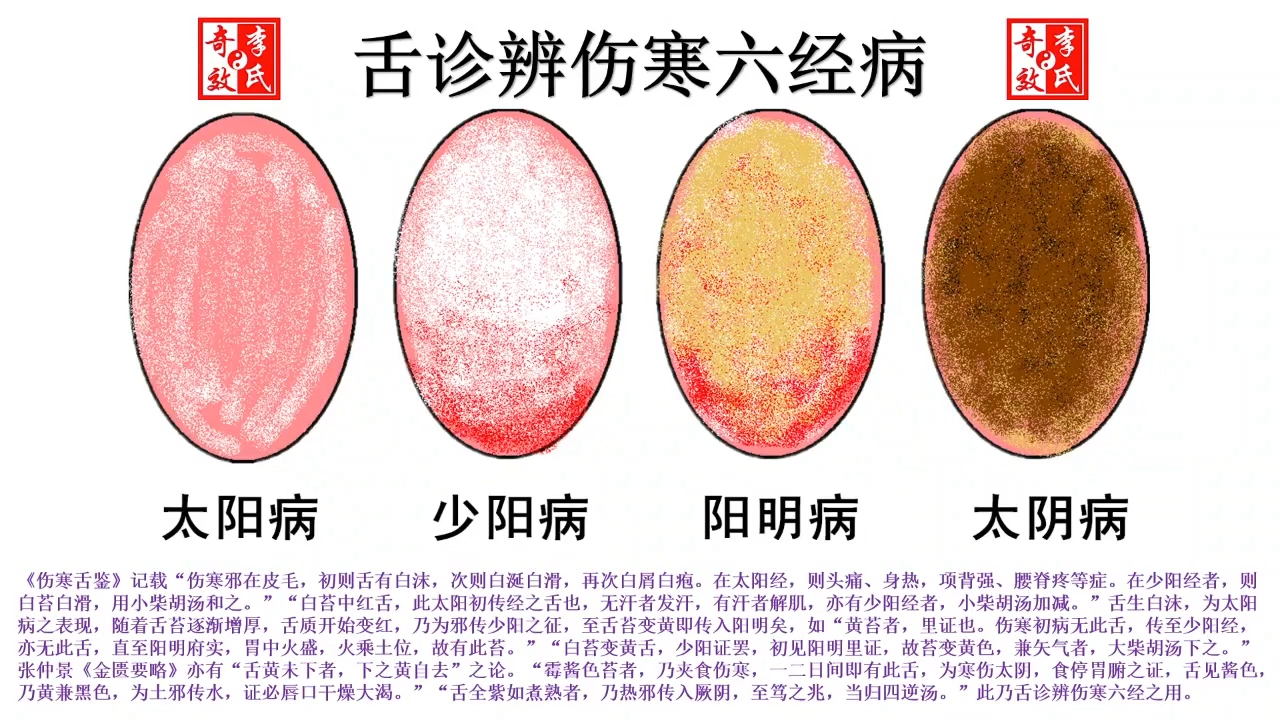 李氏奇效
舌诊辨伤寒六经病
李氏奇效
太阳病
少阳病
阳明病
太阴病
《伤寒舌鉴》记载“伤寒邪在皮毛，初则舌有白沫，次则白涎白滑，再次白屑白疱。在太阳经，则头痛、身热，项背强、腰脊疼等症。在少阳经者，则
白苔白滑，用小柴胡汤和之。”“白苔中红舌，此太阳初传经之舌也，无汗者发汗，有汗者解肌，亦有少阳经者，小柴胡汤加减。”舌生白沫，为太阳
病之表现，随着舌苔逐渐增厚，舌质开始变红，乃为邪传少阳之征，至舌苔变黄即传入阳明矣，如“黄苔者，里证也。伤寒初病无此舌，传至少阳经，
亦无此舌，直至阳明府实，胃中火盛，火乘土位，故有此苔。”“白苔变黄舌，少阳证罢，初见阳明里证，故苔变黄色，兼矢气者，大柴胡汤下之。”
张仲景《金匮要略》亦有“舌黄未下者，下之黄自去”之论。“霉酱色苔者，乃夹食伤寒，一二日间即有此舌，为寒伤太阴，食停胃腑之证，舌见酱色，
乃黄兼黑色，为土邪传水，证必唇口干燥大渴。”“舌全紫如煮熟者，乃热邪传入厥阴，至笃之兆，当归四逆汤。”此乃舌诊辨伤寒六经之用。